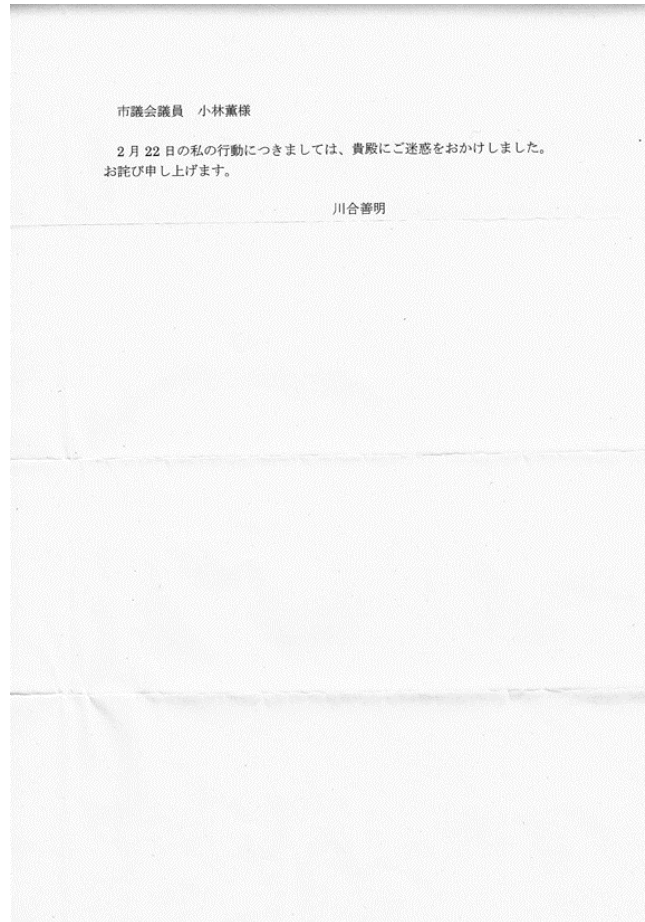 市議会議員　小林薫様
２月 22 日の私の行動につきましては、貴殿にご迷惑をおかけしました。
お詫び申し上げます。
川合善明